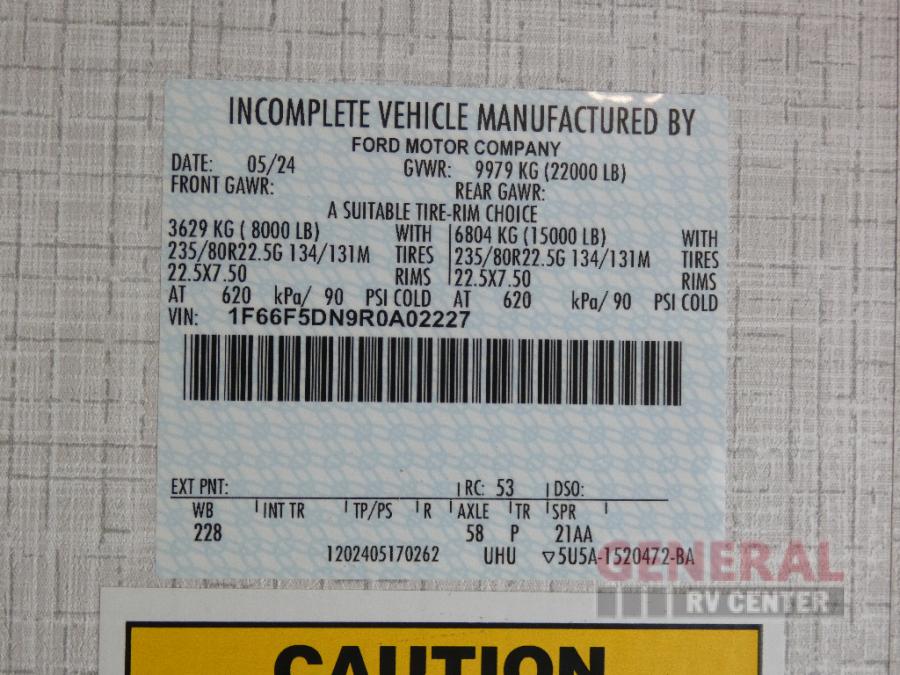 INCOMPLETE VEHICLE MANUFACTURED BY
FORD MOTOR COMPANY
DATE: 05/24 GVWR: 9979 KG (22000 LB)
FRONT GAWR: REAR GAWR:
A SUITABLE TIRE-RIM CHOICE
3629 KG ( 8000 LB) WITH 6804 KG (15000 LB) WITH
235/80R22.5G 134/131M TIRES 235/80R22.5G 134/131M TIRES
22.5X7.50 RIMS 22.5X7.50 RIMS
AT 620 kPa/ 90 PSI COLD AT 620 kPa/ 90 PSI COLD
VIN: 1F66F5DN9R0A02227
EXT PNT: RC: 53 DSO:
WB INT TR TP/PS R AXLE TR SPR
228 58 P 21AA
1202405170262 UHU ▽5U5A-1520472-BA
GENERAL
RV CENTER
CAUTION